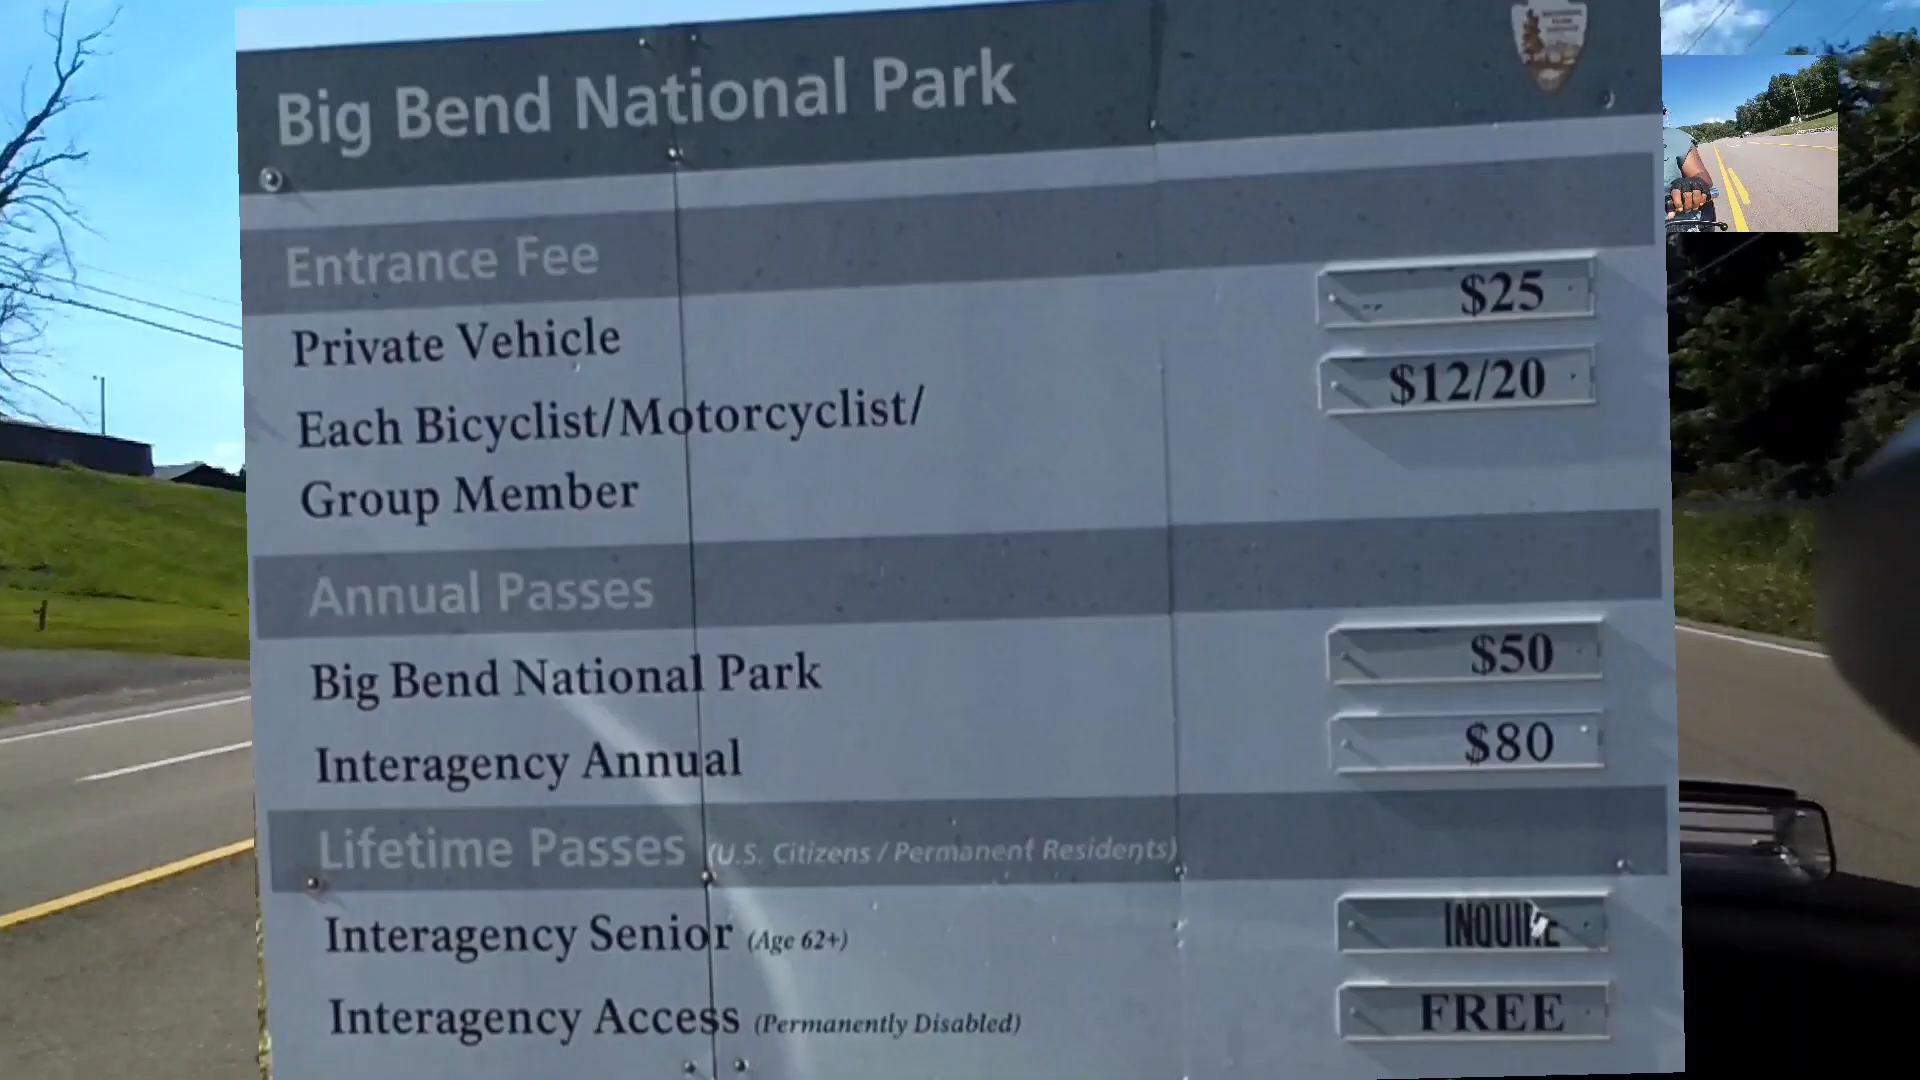 Big Bend National Park
Entrance Fee
Private Vehicle $25
Each Bicyclist/Motorcyclist/ $12/20
Group Member
Annual Passes
Big Bend National Park $50
Interagency Annual $80
Lifetime Passes (U.S. Citizens / Permanent Residents)
Interagency Senior (Age 62+) INQUIRE
Interagency Access (Permanently Disabled) FREE